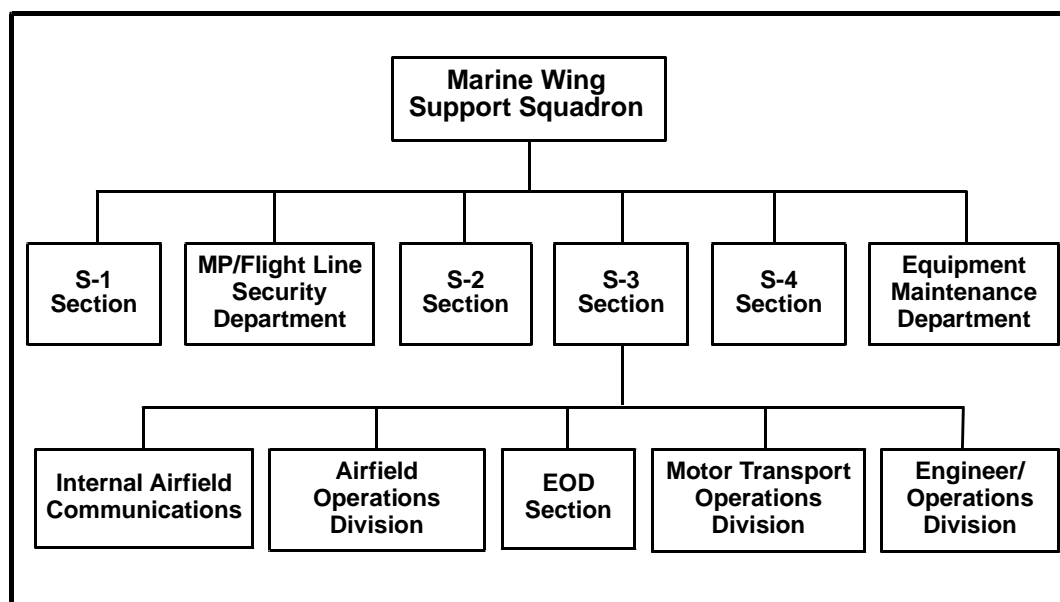 Marine Wing
Support Squadron
S-1
Section
MP/Flight Line
Security
Department
S-2
Section
S-3
Section
S-4
Section
Equipment
Maintenance
Department
Internal Airfield
Communications
Airfield
Operations
Division
EOD
Section
Motor Transport
Operations
Division
Engineer/
Operations
Division